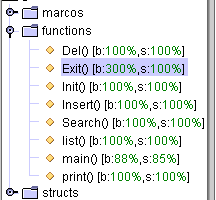 marcos
functions
Del() [b:100%,s:100%]
Exit() [b:300%,s:100%]
Init() [b:100%,s:100%]
Insert() [b:100%,s:100%]
Search() [b:100%,s:100%]
list() [b:100%,s:100%]
main() [b:88%,s:85%]
print() [b:100%,s:100%]
structs